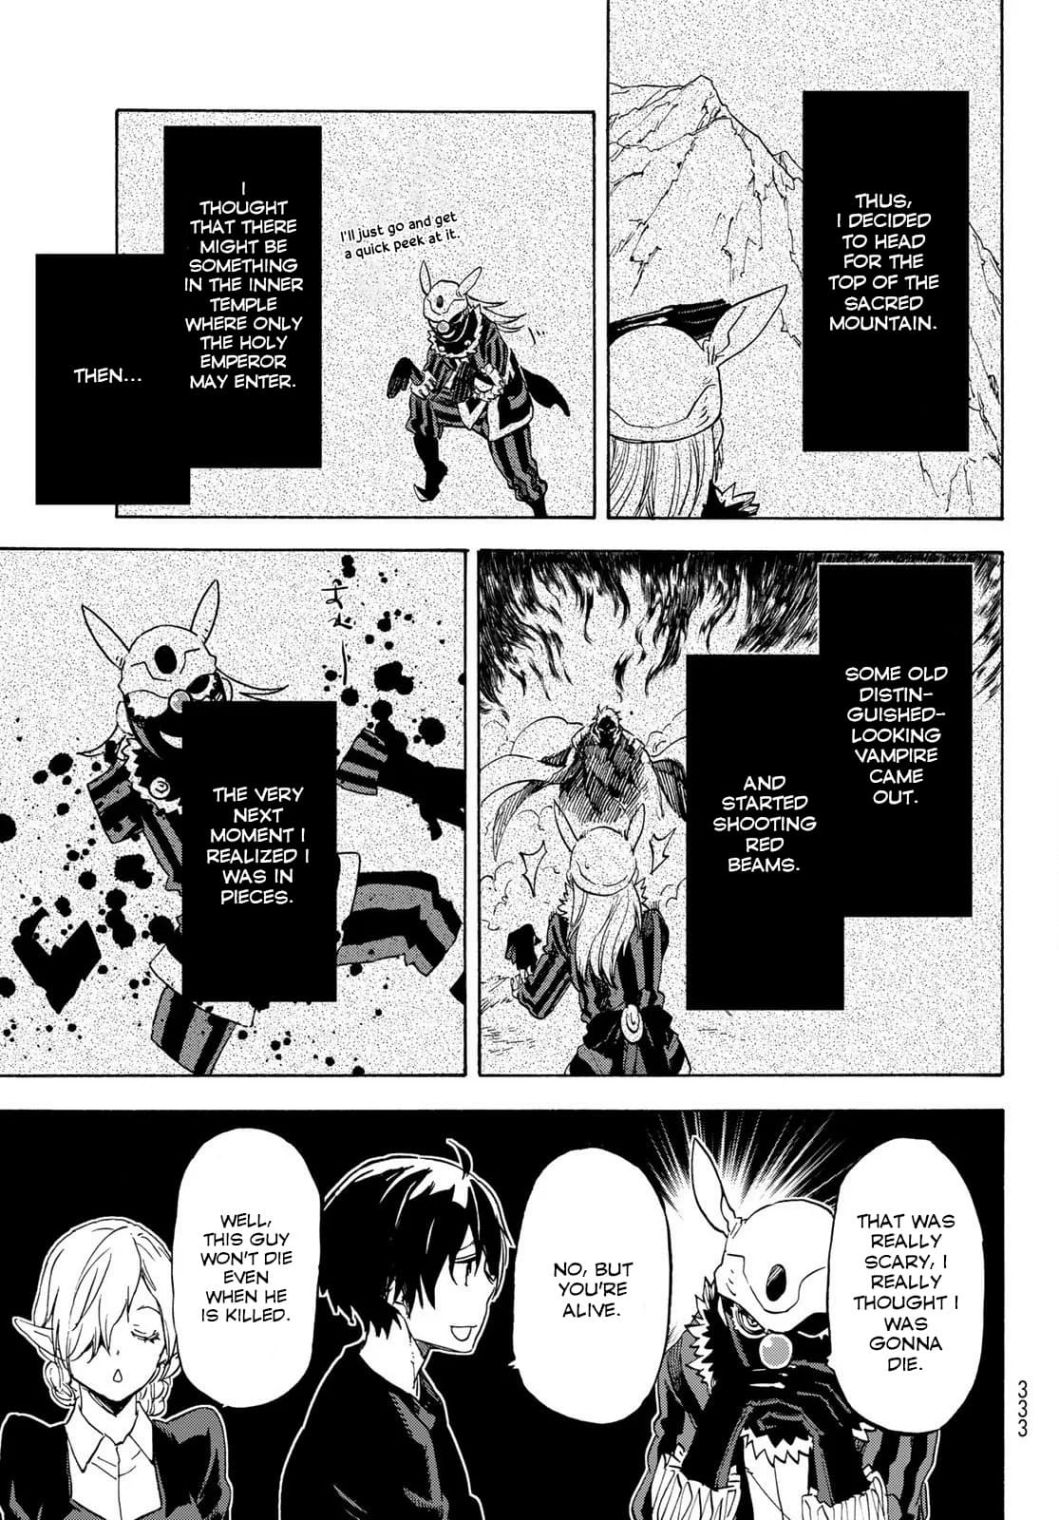 THUS,
I DECIDED
TO HEAD
FOR THE
TOP OF THE
SACRED
MOUNTAIN.
I
THOUGHT
THAT THERE
MIGHT BE
SOMETHING
IN THE INNER
TEMPLE
WHERE ONLY
THE HOLY
EMPEROR
MAY ENTER.
I'll just go and get
a quick peek at it.
THEN...
SOME OLD
DISTIN-
GUISHED-
LOOKING
VAMPIRE
CAME
OUT.
AND
STARTED
SHOOTING
RED
BEAMS.
THE VERY
NEXT
MOMENT I
REALIZED I
WAS IN
PIECES.
THAT WAS
REALLY
SCARY, I
REALLY
THOUGHT I
WAS
GONNA
DIE.
NO, BUT
YOU'RE
ALIVE.
WELL,
THIS GUY
WON'T DIE
EVEN
WHEN HE
IS KILLED.
333